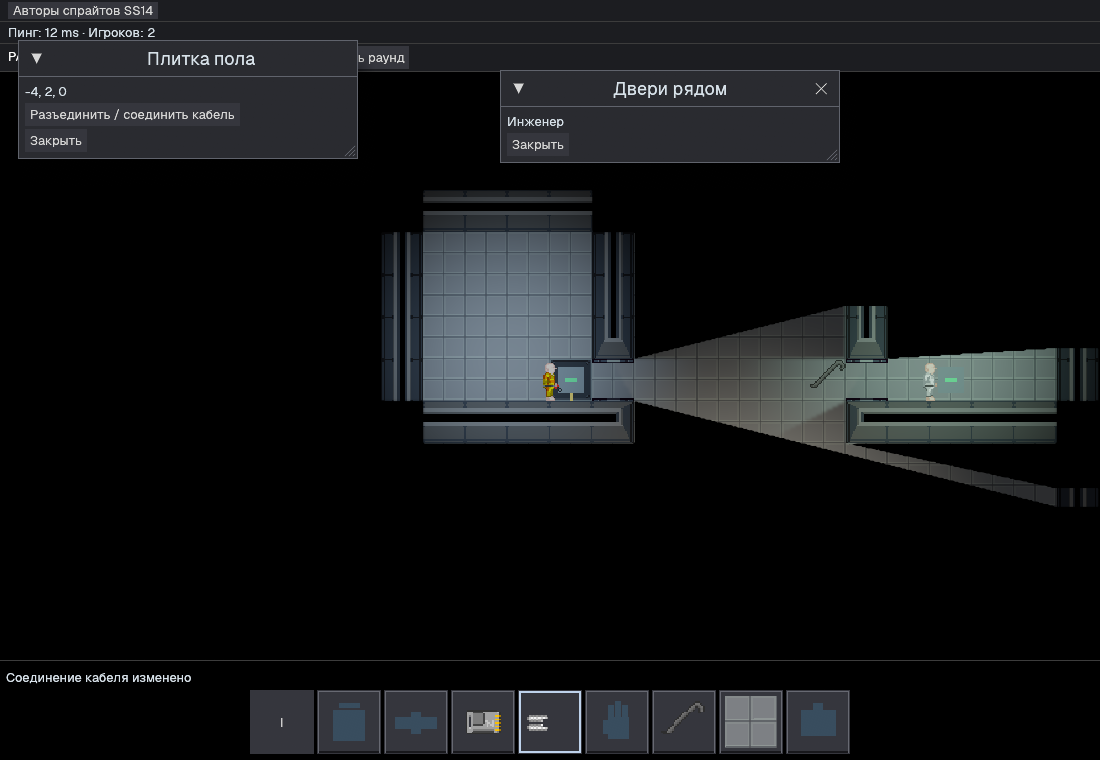 Авторы спрайтов SS14
Пинг: 12 ms · Игроков: 2
ь раунд
Плитка пола
-4, 2, 0
Разъединить / соединить кабель
Закрыть
Двери рядом
Инженер
Закрыть
Соединение кабеля изменено
I